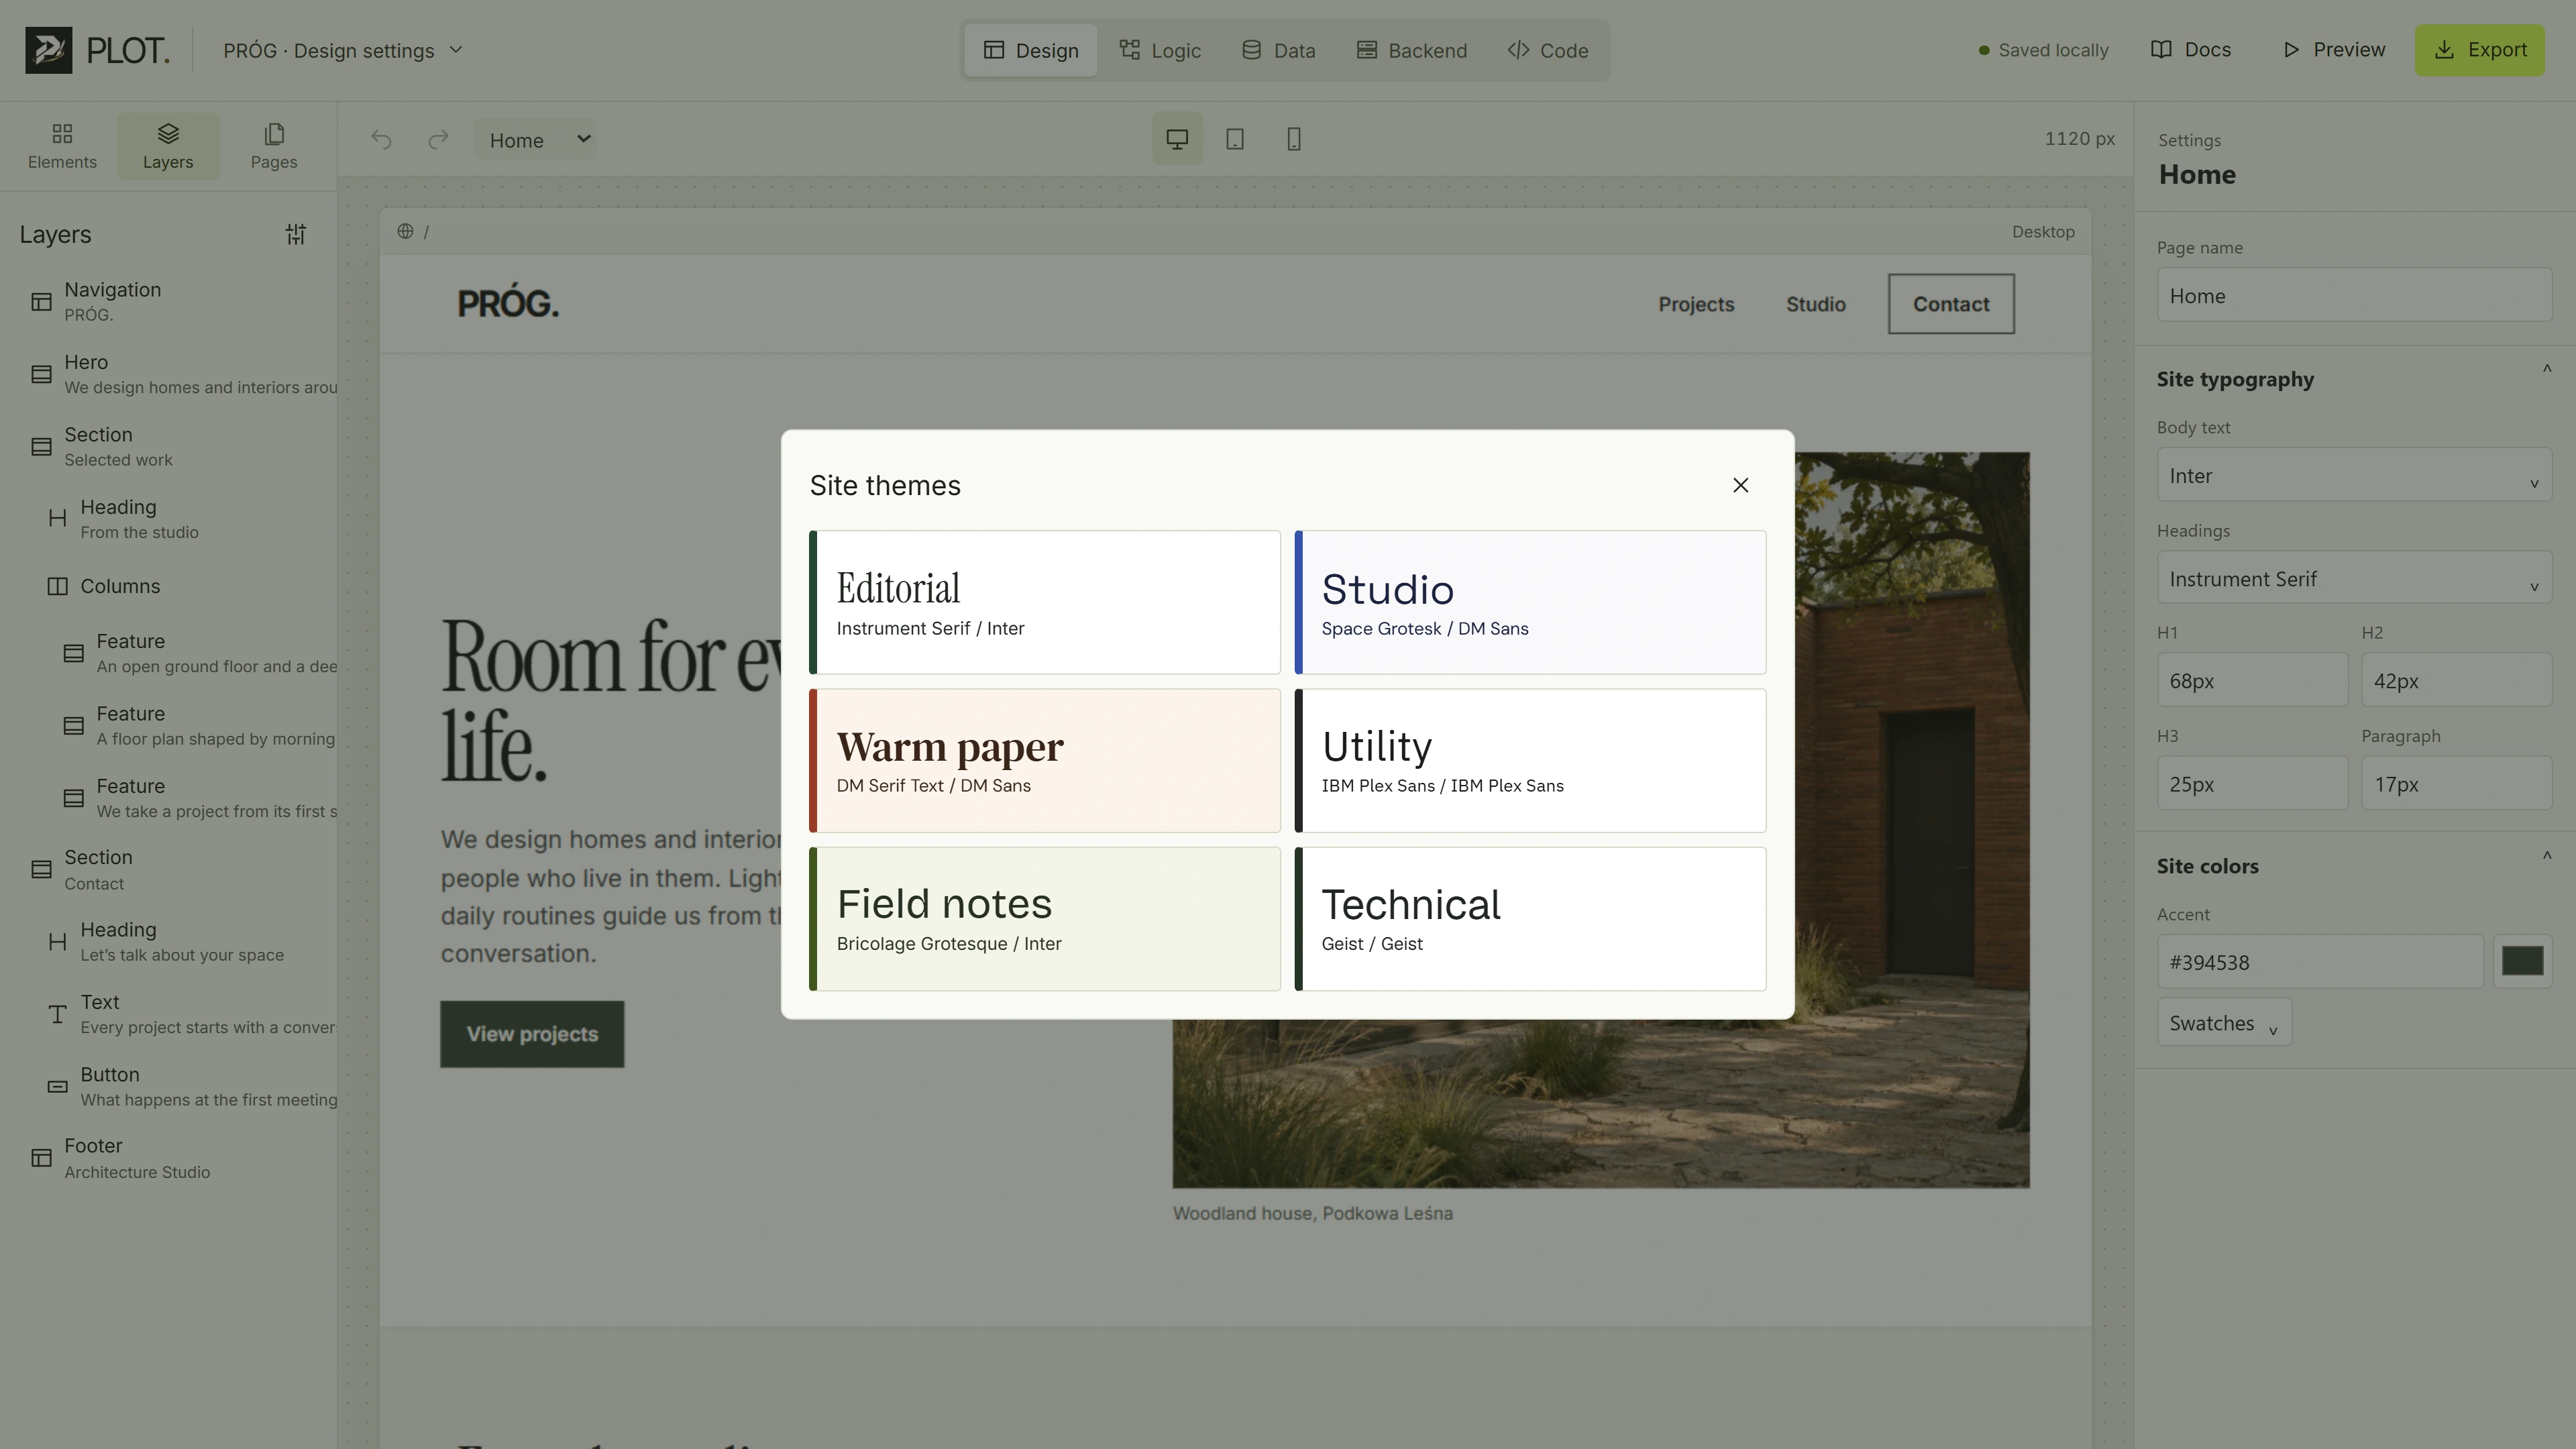 PLOT.
PRÓG · Design settings
Design
Logic
Data
Backend
Code
Saved locally
Docs
Preview
Export
Elements
Layers
Pages
Home
1120 px
Layers
Navigation
PRÓG.
Hero
We design homes and interiors arou
Section
Selected work
Heading
From the studio
Columns
Feature
An open ground floor and a dee
Feature
A floor plan shaped by morning
Feature
We take a project from its first s
Section
Contact
Heading
Let’s talk about your space
Text
Every project starts with a conver
Button
What happens at the first meeting
Footer
Architecture Studio
/
Desktop
PRÓG.
Projects
Studio
Contact
Room for ev
life.
We design homes and interior
people who live in them. Light
daily routines guide us from th
conversation.
View projects
Woodland house, Podkowa Leśna
Site themes
Editorial
Instrument Serif / Inter
Studio
Space Grotesk / DM Sans
Warm paper
DM Serif Text / DM Sans
Utility
IBM Plex Sans / IBM Plex Sans
Field notes
Bricolage Grotesque / Inter
Technical
Geist / Geist
Settings
Home
Page name
Home
Site typography
Body text
Inter
Headings
Instrument Serif
H1
H2
68px
42px
H3
Paragraph
25px
17px
Site colors
Accent
#394538
Swatches